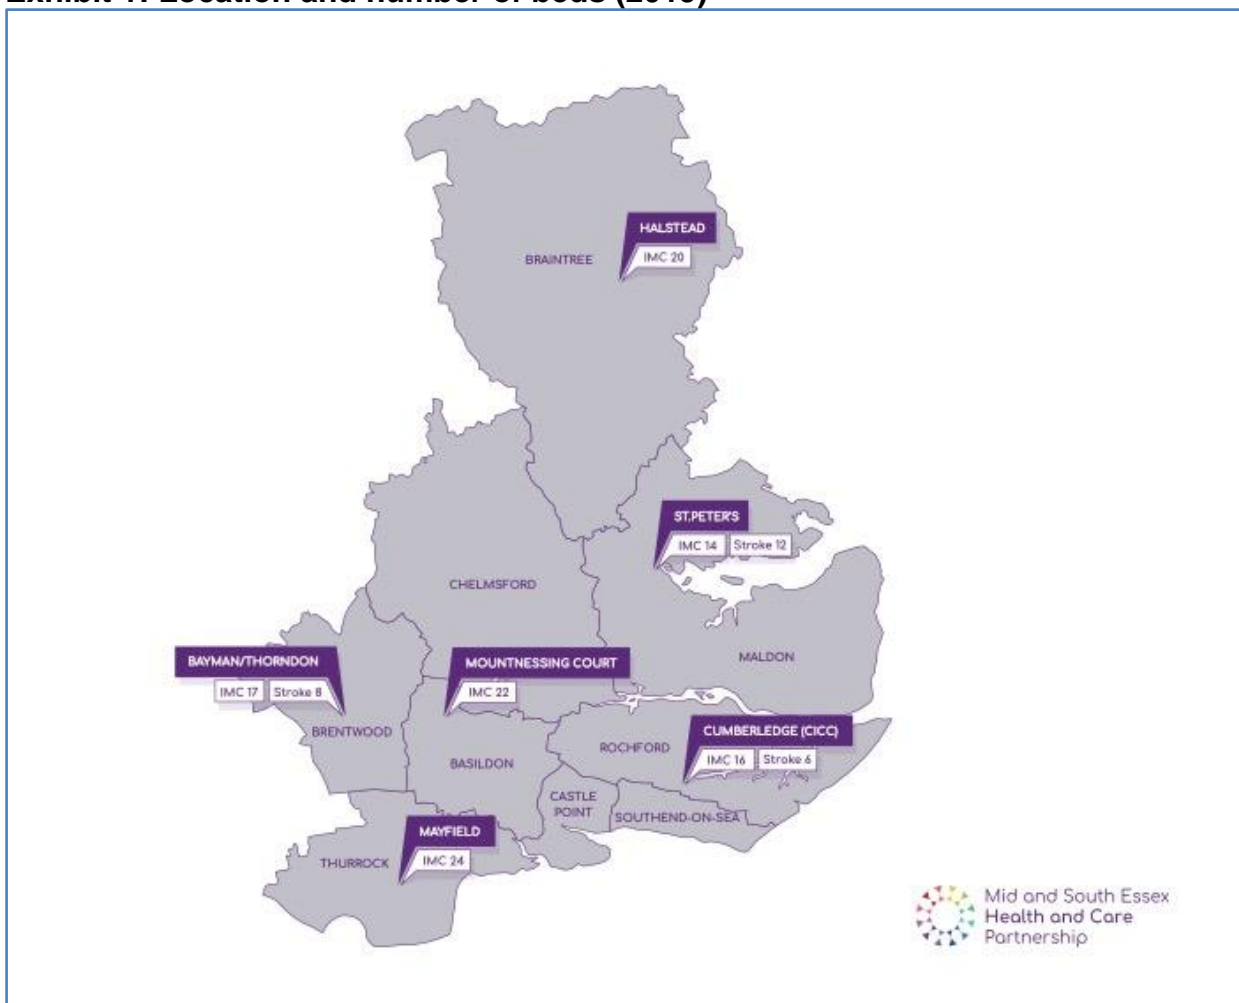 HALSTEAD
IMC 20
BRAINTREE
ST.PETER'S
IMC 14 Stroke 12
CHELMSFORD
MALDON
BAYMAN/THORNDON
IMC 17 Stroke 8
MOUNTNESSING COURT
IMC 22
BRENTWOOD
CUMBERLEDGE (CICC)
IMC 16 Stroke 6
ROCHFORD
BASILDON
CASTLE
POINT
SOUTHEND-ON-SEA
MAYFIELD
IMC 24
THURROCK
Mid and South Essex
Health and Care
Partnership